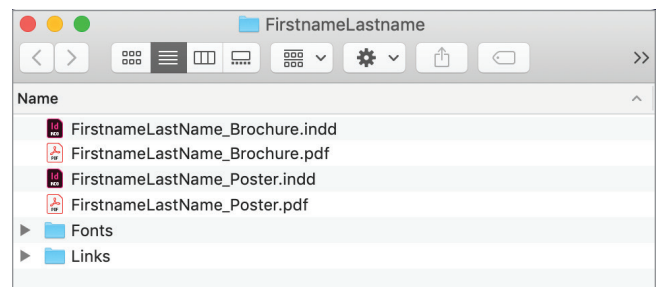 FirstnameLastname
Name
FirstnameLastName_Brochure.indd
FirstnameLastName_Brochure.pdf
FirstnameLastName_Poster.indd
FirstnameLastName_Poster.pdf
Fonts
Links